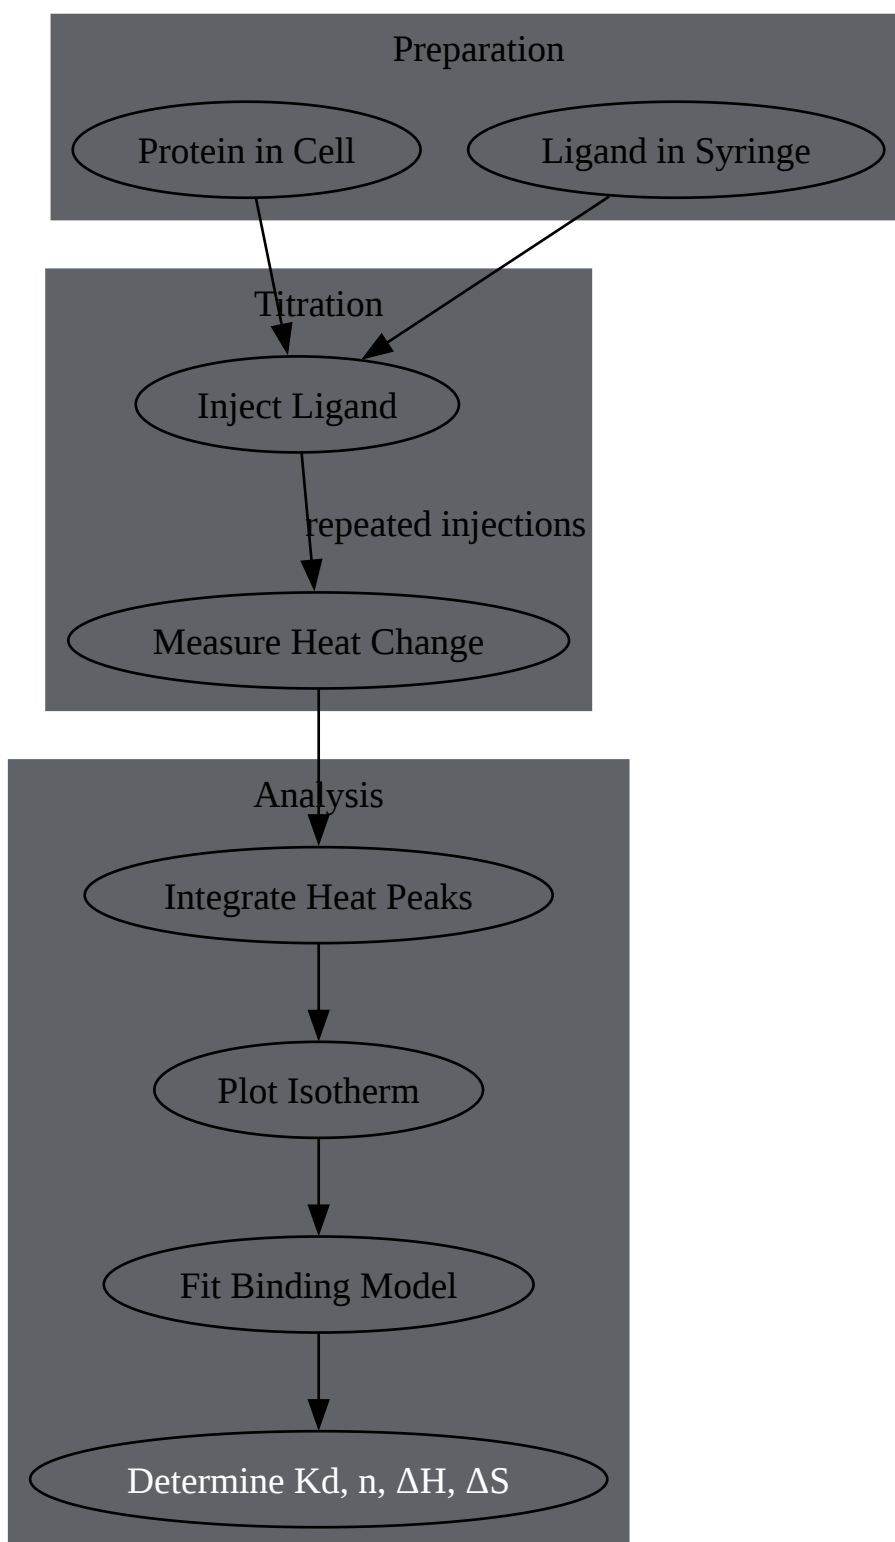 Preparation
Protein in Cell
Ligand in Syringe
Titration
Inject Ligand
repeated injections
Measure Heat Change
Analysis
Integrate Heat Peaks
Plot Isotherm
Fit Binding Model
Determine Kd, n, ΔH, ΔS